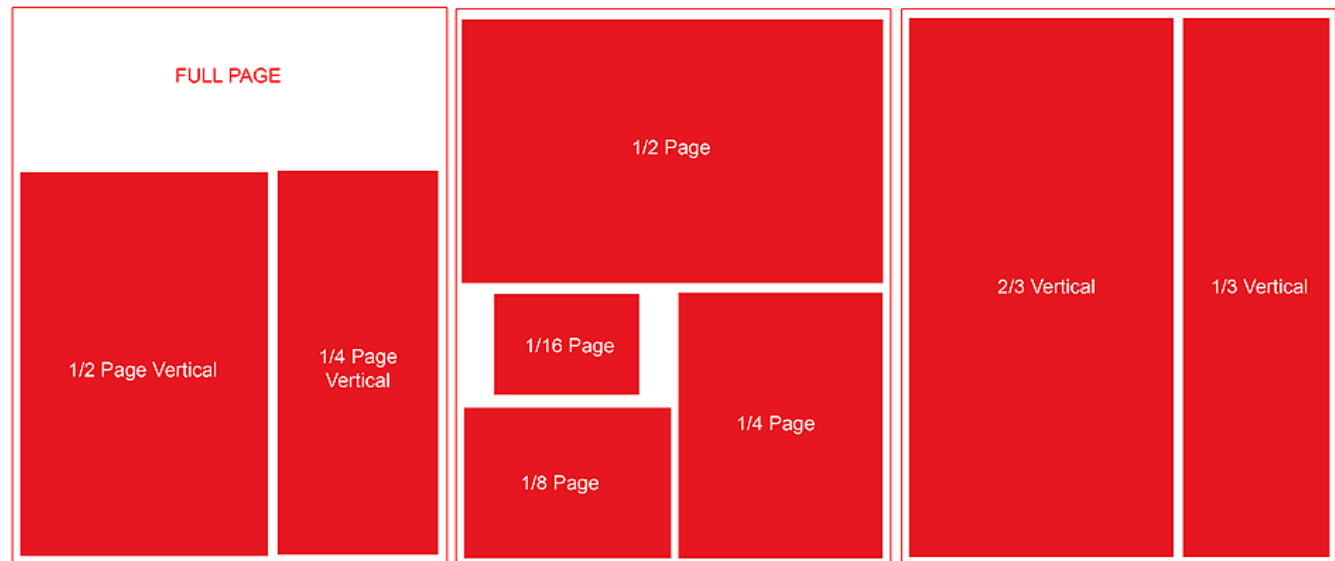 FULL PAGE
1/2 Page Vertical
1/4 Page
Vertical
1/2 Page
1/16 Page
1/4 Page
1/8 Page
2/3 Vertical
1/3 Vertical